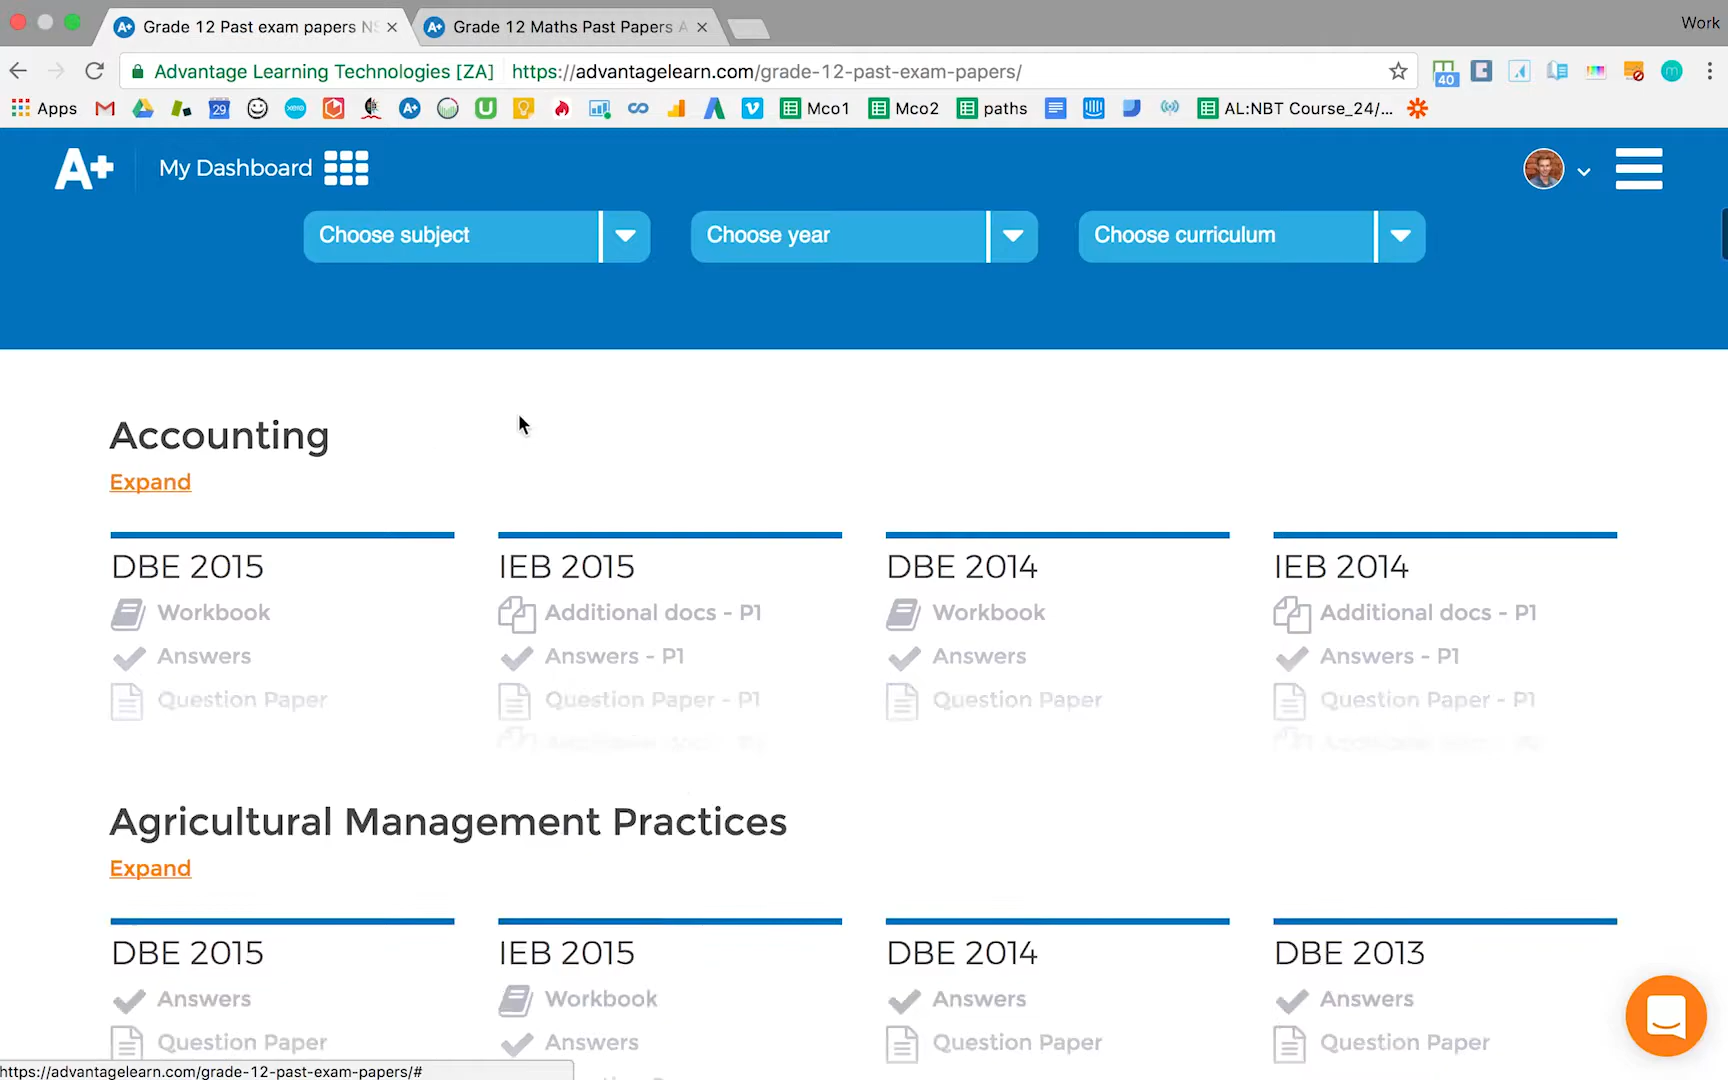 Grade 12 Past exam papers NS
Grade 12 Maths Past Papers A
Work
Advantage Learning Technologies [ZA] https://advantagelearn.com/grade-12-past-exam-papers/
40
Apps 29 xero A+ U Mco1 Mco2 paths AL:NBT Course_24/...
A+ My Dashboard
Choose subject Choose year Choose curriculum
Accounting
Expand
DBE 2015 IEB 2015 DBE 2014 IEB 2014
Workbook Additional docs - P1 Workbook Additional docs - P1
Answers Answers - P1 Answers Answers - P1
Question Paper Question Paper - P1 Question Paper Question Paper - P1
Agricultural Management Practices
Expand
DBE 2015 IEB 2015 DBE 2014 DBE 2013
Answers Workbook Answers Answers
Question Paper Answers Question Paper Question Paper
https://advantagelearn.com/grade-12-past-exam-papers/#